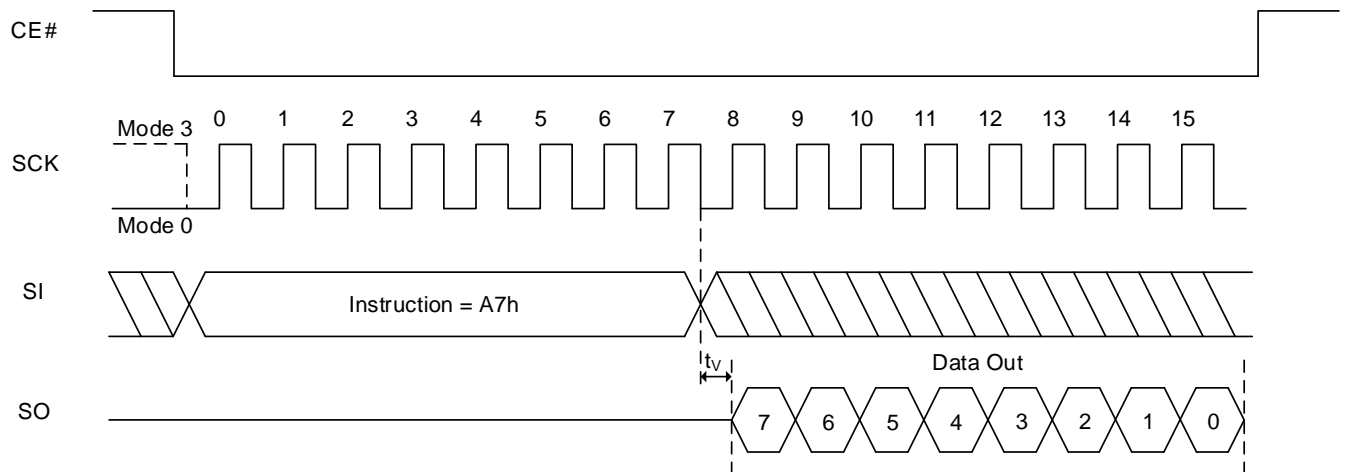 CE#
Mode 3
0 1 2 3 4 5 6 7 8 9 10 11 12 13 14 15
SCK
Mode 0
SI
Instruction = A7h
tV
Data Out
SO
7 6 5 4 3 2 1 0